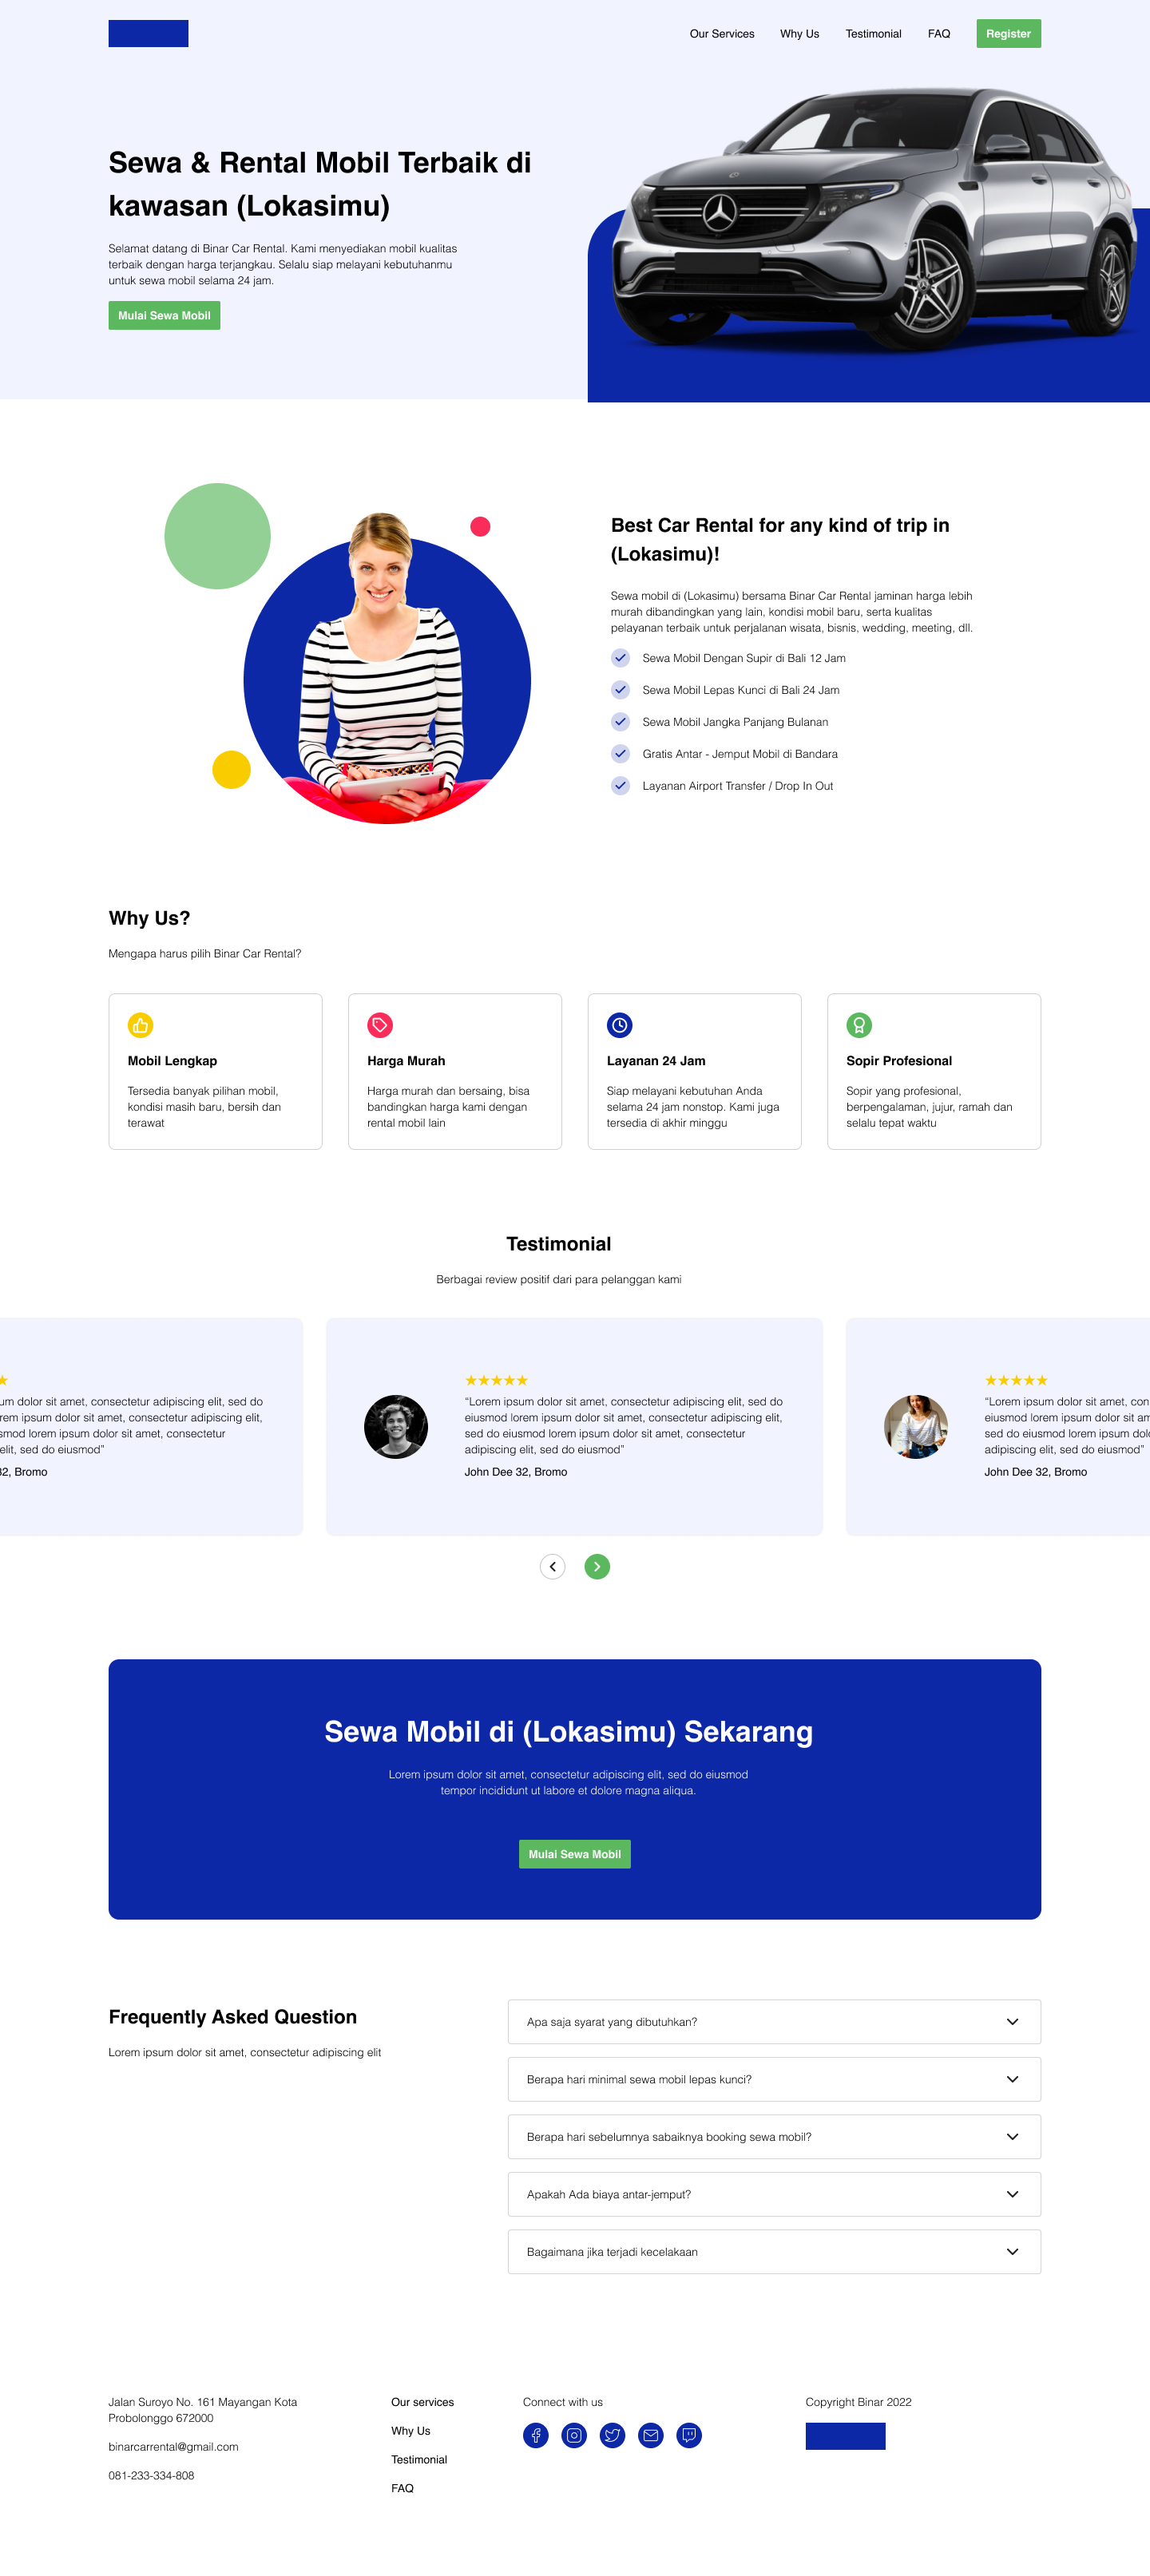 Our Services
Why Us
Testimonial
FAQ
Register
Sewa & Rental Mobil Terbaik di
kawasan (Lokasimu)
Selamat datang di Binar Car Rental. Kami menyediakan mobil kualitas
terbaik dengan harga terjangkau. Selalu siap melayani kebutuhanmu
untuk sewa mobil selama 24 jam.
Mulai Sewa Mobil
Best Car Rental for any kind of trip in
(Lokasimu)!
Sewa mobil di (Lokasimu) bersama Binar Car Rental jaminan harga lebih
murah dibandingkan yang lain, kondisi mobil baru, serta kualitas
pelayanan terbaik untuk perjalanan wisata, bisnis, wedding, meeting, dll.
Sewa Mobil Dengan Supir di Bali 12 Jam
Sewa Mobil Lepas Kunci di Bali 24 Jam
Sewa Mobil Jangka Panjang Bulanan
Gratis Antar - Jemput Mobil di Bandara
Layanan Airport Transfer / Drop In Out
Why Us?
Mengapa harus pilih Binar Car Rental?
Mobil Lengkap
Tersedia banyak pilihan mobil,
kondisi masih baru, bersih dan
terawat
Harga Murah
Harga murah dan bersaing, bisa
bandingkan harga kami dengan
rental mobil lain
Layanan 24 Jam
Siap melayani kebutuhan Anda
selama 24 jam nonstop. Kami juga
tersedia di akhir minggu
Sopir Profesional
Sopir yang profesional,
berpengalaman, jujur, ramah dan
selalu tepat waktu
Testimonial
Berbagai review positif dari para pelanggan kami
dolor sit amet, consectetur adipiscing elit, sed do
ipsum dolor sit amet, consectetur adipiscing elit,
lorem ipsum dolor sit amet, consectetur
elit, sed do eiusmod”
Bromo
“Lorem ipsum dolor sit amet, consectetur adipiscing elit, sed do
eiusmod lorem ipsum dolor sit amet, consectetur adipiscing elit,
sed do eiusmod lorem ipsum dolor sit amet, consectetur
adipiscing elit, sed do eiusmod”
John Dee 32, Bromo
“Lorem ipsum dolor sit amet,
eiusmod lorem ipsum dolor sit
sed do eiusmod lorem ipsum
adipiscing elit, sed do eiusmod”
John Dee 32, Bromo
Sewa Mobil di (Lokasimu) Sekarang
Lorem ipsum dolor sit amet, consectetur adipiscing elit, sed do eiusmod
tempor incididunt ut labore et dolore magna aliqua.
Mulai Sewa Mobil
Frequently Asked Question
Lorem ipsum dolor sit amet, consectetur adipiscing elit
Apa saja syarat yang dibutuhkan?
Berapa hari minimal sewa mobil lepas kunci?
Berapa hari sebelumnya sabaiknya booking sewa mobil?
Apakah Ada biaya antar-jemput?
Bagaimana jika terjadi kecelakaan
Jalan Suroyo No. 161 Mayangan Kota
Probolonggo 672000
binarcarrental@gmail.com
081-233-334-808
Our services
Why Us
Testimonial
FAQ
Connect with us
Copyright Binar 2022